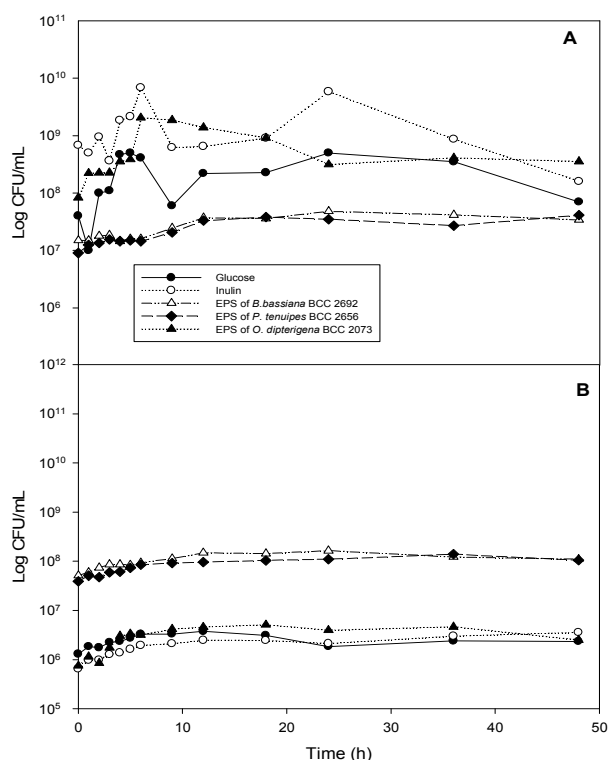 10¹¹
A
10¹⁰
10⁹
10⁸
10⁷
10⁶
Log CFU/mL
Glucose
Inulin
EPS of B.bassiana BCC 2692
EPS of P. tenuipes BCC 2656
EPS of O. dipterigena BCC 2073
10¹²
B
10¹¹
10¹⁰
10⁹
10⁸
10⁷
10⁶
10⁵
Log CFU/mL
0 10 20 30 40 50
Time (h)